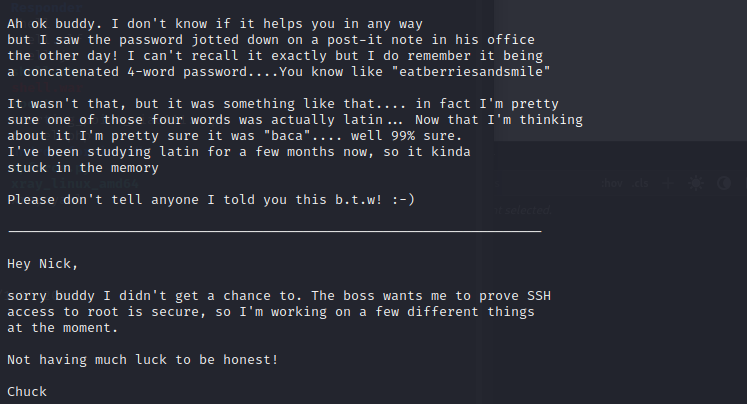 Ah ok buddy. I don't know if it helps you in any way
but I saw the password jotted down on a post-it note in his office
the other day! I can't recall it exactly but I do remember it being
a concatenated 4-word password....You know like "eatberriesandsmile"
It wasn't that, but it was something like that.... in fact I'm pretty
sure one of those four words was actually latin... Now that I'm thinking
about it I'm pretty sure it was "baca".... well 99% sure.
I've been studying latin for a few months now, so it kinda
stuck in the memory
Please don't tell anyone I told you this b.t.w! :-)
Hey Nick,
sorry buddy I didn't get a chance to. The boss wants me to prove SSH
access to root is secure, so I'm working on a few different things
at the moment.
Not having much luck to be honest!
Chuck